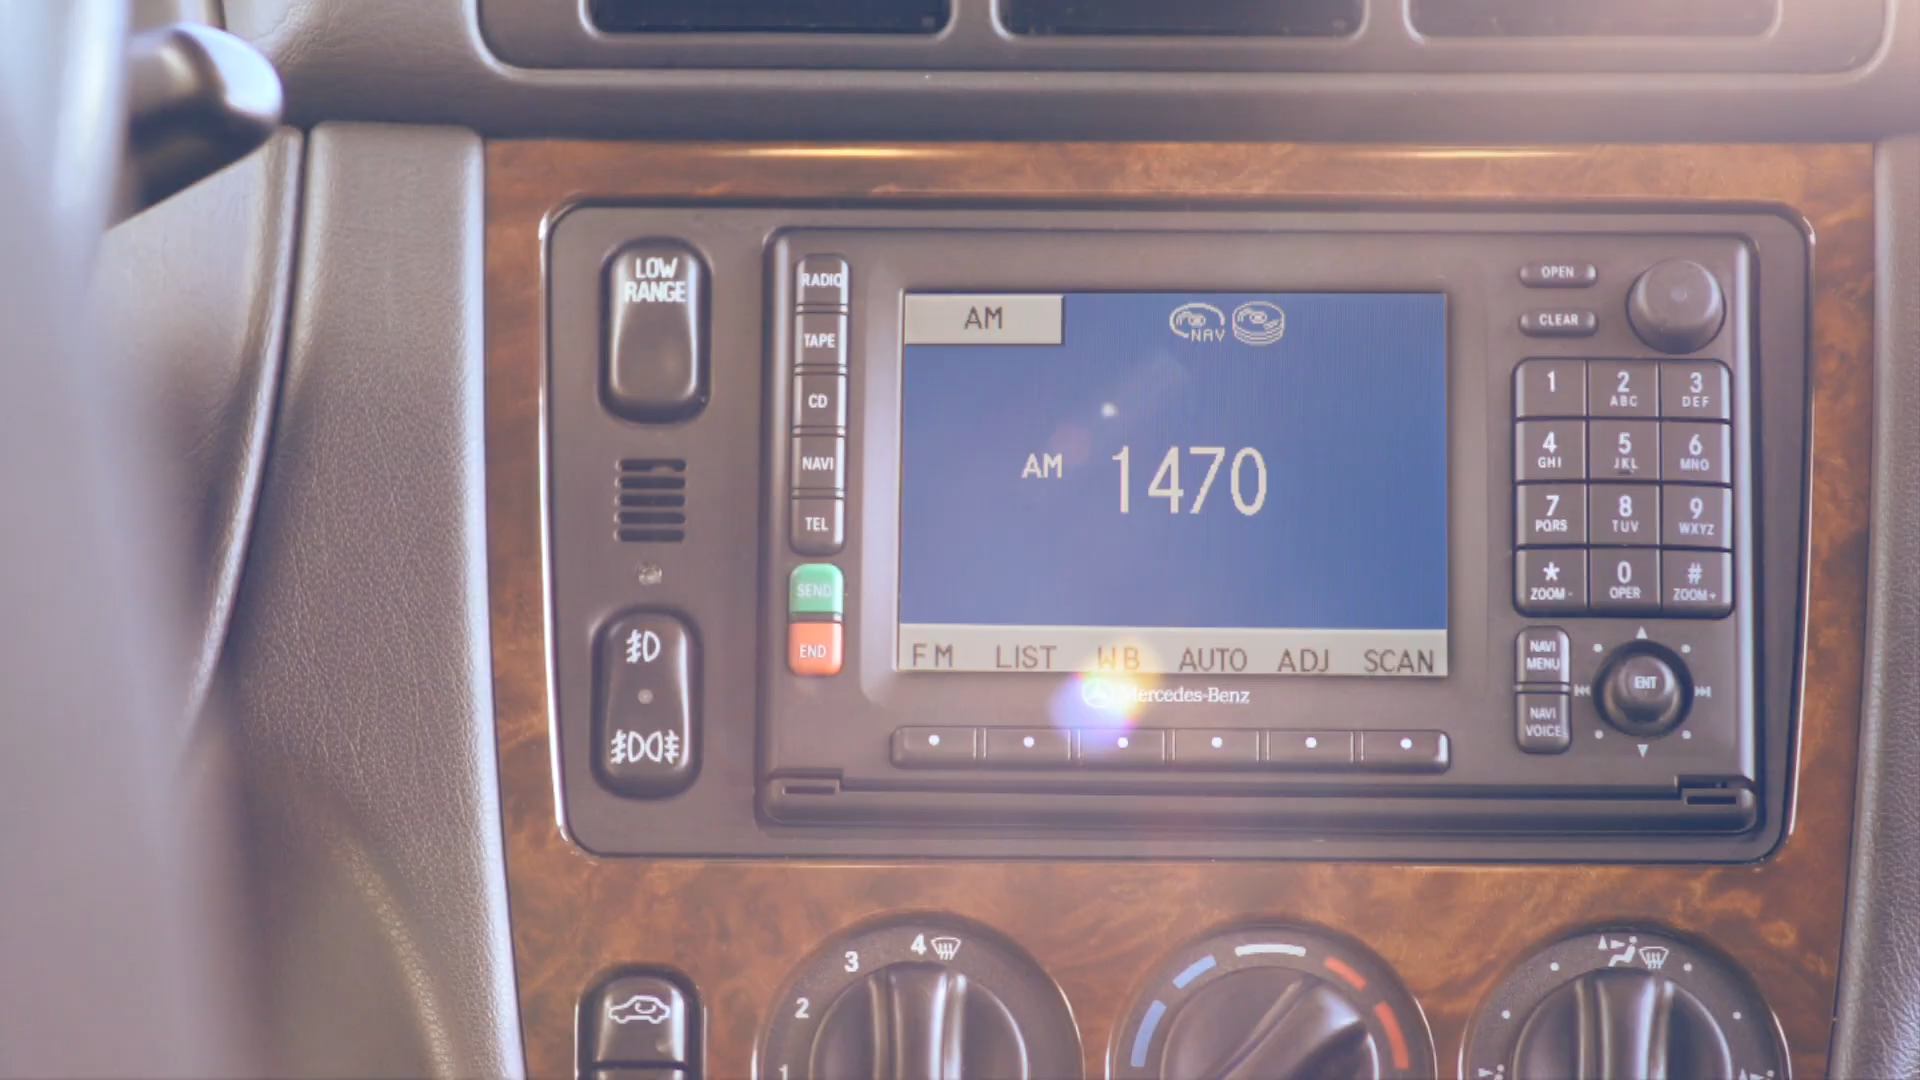 LOW
RANGE
RADIO
TAPE
CD
NAVI
TEL
SEND
END
AM
NAV
AM 1470
FM LIST WB AUTO ADJ SCAN
Mercedes-Benz
OPEN
CLEAR
1 2 ABC 3 DEF
4 GHI 5 JKL 6 MNO
7 PQRS 8 TUV 9 WXYZ
* ZOOM - 0 OPER # ZOOM +
NAVI
MENU
ENT
NAVI
VOICE
4
3
2
1